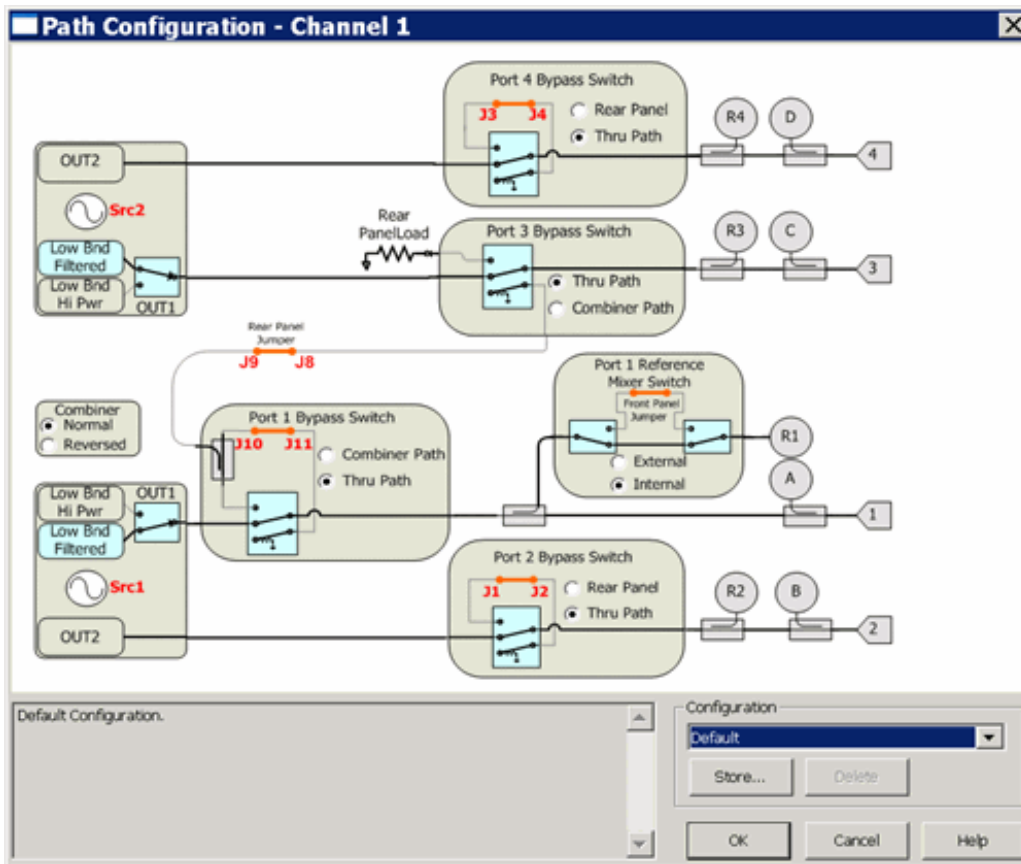 Path Configuration - Channel 1
Port 4 Bypass Switch
J3 J4
Rear Panel
Thru Path
R4
D
4
OUT2
Src2
Low Bnd
Filtered
Low Bnd
Hi Pwr
OUT1
Rear
PanelLoad
Port 3 Bypass Switch
Thru Path
Combiner Path
R3
C
3
Rear Panel
Jumper
J9 J8
Port 1 Reference
Mixer Switch
Front Panel
Jumper
External
Internal
R1
A
1
Combiner
Normal
Reversed
Port 1 Bypass Switch
J10 J11
Combiner Path
Thru Path
Low Bnd
Hi Pwr
OUT1
Low Bnd
Filtered
Src1
OUT2
Port 2 Bypass Switch
J1 J2
Rear Panel
Thru Path
R2
B
2
Default Configuration.
Configuration
Default
Store...
Delete
OK
Cancel
Help